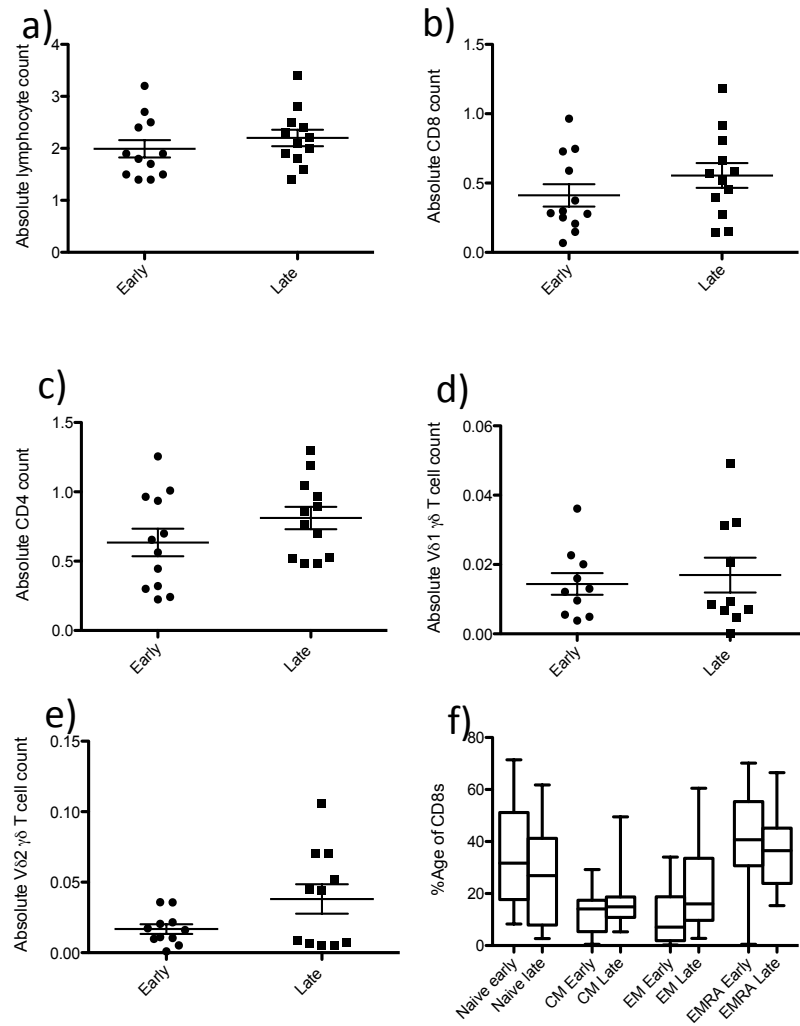 a)
Absolute lymphocyte count
4
3
2
1
0
Early
Late
b)
Absolute CD8 count
1.5
1.0
0.5
0.0
Early
Late
c)
Absolute CD4 count
1.5
1.0
0.5
0.0
Early
Late
d)
Absolute Vδ1 γδ T cell count
0.06
0.04
0.02
0.00
Early
Late
e)
Absolute Vδ2 γδ T cell count
0.15
0.10
0.05
0.00
Early
Late
f)
%Age of CD8s
80
60
40
20
0
Naive early
Naive late
CM Early
CM Late
EM Early
EM Late
EMRA Early
EMRA Late